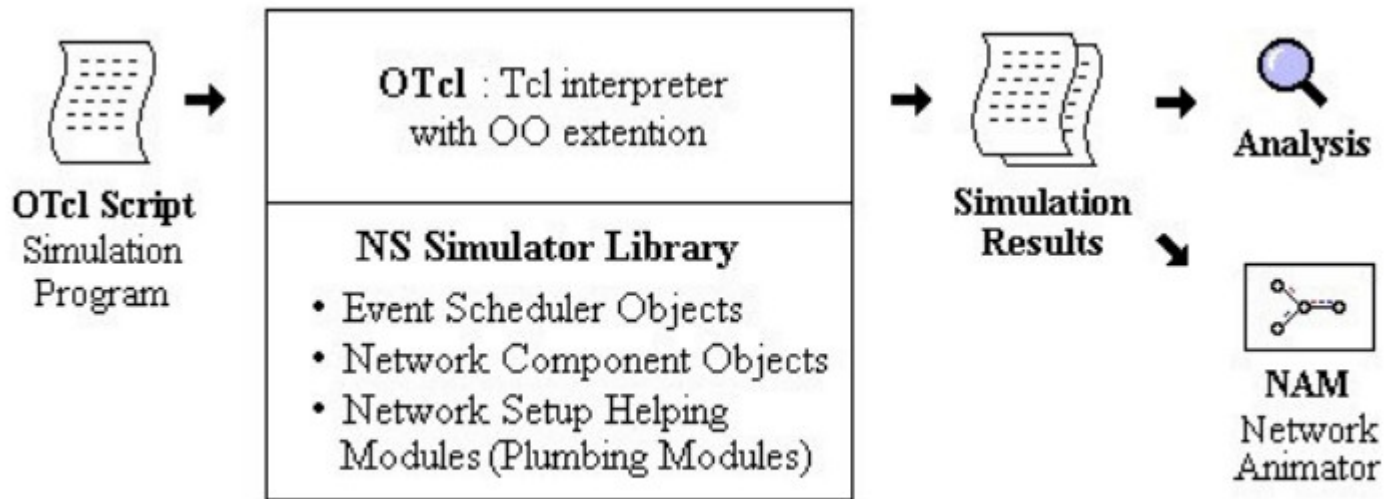 OTcl Script
Simulation
Program
OTcl : Tcl interpreter
with OO extention
NS Simulator Library
• Event Scheduler Objects
• Network Component Objects
• Network Setup Helping
Modules (Plumbing Modules)
Simulation
Results
Analysis
NAM
Network
Animator